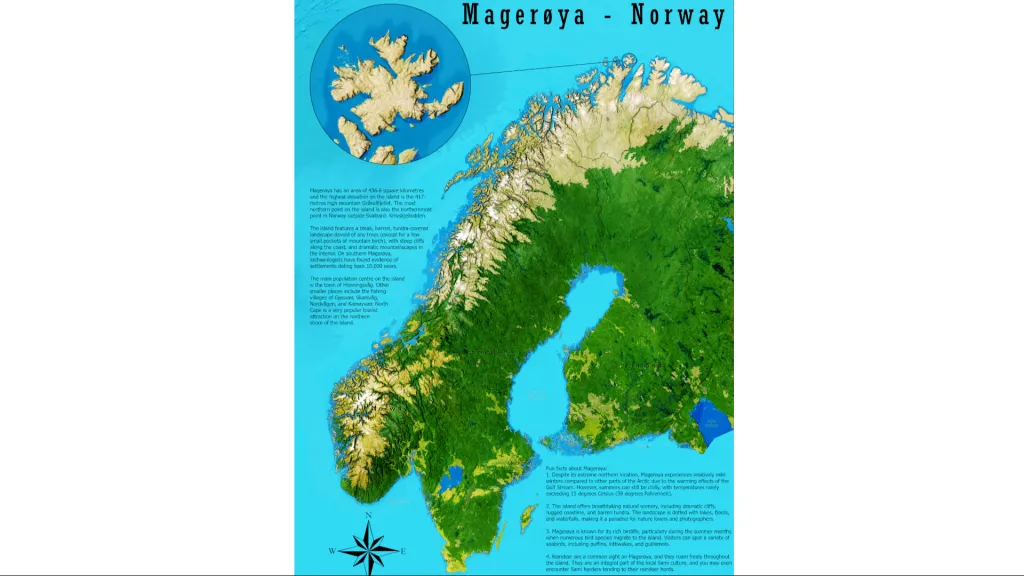 Magerøya - Norway
Magerøya has an area of 436.6 square kilometres
and the highest elevation on the island is the 417-
metre high mountain
northern point on the island is also the northernmost
point in Norway outside Svalbard: Knivskjelodden.
The island features a bleak, barren, tundra-covered
landscape devoid of any trees (except for a few
small pockets of mountain birch), with steep cliffs
along the coast, and dramatic mountainscapes in
the interior. On southern Magerøya,
archaeologists have found evidence of
settlements dating back 10,000 years.
The main population centre on the island
is the town of Honningsvåg. Other
smaller places include the fishing
villages of Gjesvær, Skarsvåg,
Nordvågen, and Kamøyvær. North
Cape is a very popular tourist
attraction on the northern
shore of the island.
Fun facts about Magerøya:
1. Despite its extreme northern location, Magerøya experiences relatively mild
winters compared to other parts of the Arctic due to the warming effects of the
Gulf Stream. However, summers can still be chilly, with temperatures rarely
exceeding 15 degrees Celsius (59 degrees Fahrenheit).
2. The island offers breathtaking natural scenery, including dramatic cliffs,
rugged coastline, and barren tundra. The landscape is dotted with lakes, fjords,
and waterfalls, making it a paradise for nature lovers and photographers.
3. Magerøya is known for its rich birdlife, particularly during the summer months
when numerous bird species migrate to the island. Visitors can spot a variety of
seabirds, including puffins, kittiwakes, and guillemots.
4. Reindeer are a common sight on Magerøya, and they roam freely throughout
the island. They are an integral part of the local Sami culture, and you may even
encounter Sami herders tending to their reindeer herds.
N
W E